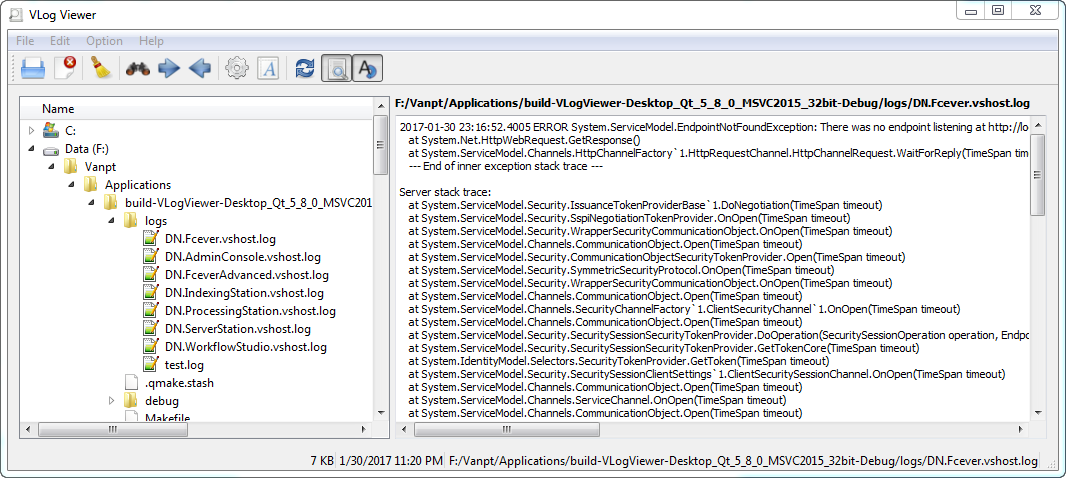 VLog Viewer
File Edit Option Help
Name
C:
Data (F:)
Vanpt
Applications
build-VLogViewer-Desktop_Qt_5_8_0_MSVC201
logs
DN.Fcever.vshost.log
DN.AdminConsole.vshost.log
DN.FceverAdvanced.vshost.log
DN.IndexingStation.vshost.log
DN.ProcessingStation.vshost.log
DN.ServerStation.vshost.log
DN.WorkflowStudio.vshost.log
test.log
.qmake.stash
debug
Makefile
F:/Vanpt/Applications/build-VLogViewer-Desktop_Qt_5_8_0_MSVC2015_32bit-Debug/logs/DN.Fcever.vshost.log
2017-01-30 23:16:52.4005 ERROR System.ServiceModel.EndpointNotFoundException: There was no endpoint listening at http://lo
at System.Net.HttpWebRequest.GetResponse()
at System.ServiceModel.Channels.HttpChannelFactory`1.HttpRequestChannel.HttpChannelRequest.WaitForReply(TimeSpan tim
--- End of inner exception stack trace ---
Server stack trace:
at System.ServiceModel.Security.IssuanceTokenProviderBase`1.DoNegotiation(TimeSpan timeout)
at System.ServiceModel.Security.SspiNegotiationTokenProvider.OnOpen(TimeSpan timeout)
at System.ServiceModel.Security.WrapperSecurityCommunicationObject.OnOpen(TimeSpan timeout)
at System.ServiceModel.Channels.CommunicationObject.Open(TimeSpan timeout)
at System.ServiceModel.Security.CommunicationObjectSecurityTokenProvider.Open(TimeSpan timeout)
at System.ServiceModel.Security.SymmetricSecurityProtocol.OnOpen(TimeSpan timeout)
at System.ServiceModel.Security.WrapperSecurityCommunicationObject.OnOpen(TimeSpan timeout)
at System.ServiceModel.Channels.CommunicationObject.Open(TimeSpan timeout)
at System.ServiceModel.Channels.SecurityChannelFactory`1.ClientSecurityChannel`1.OnOpen(TimeSpan timeout)
at System.ServiceModel.Channels.CommunicationObject.Open(TimeSpan timeout)
at System.ServiceModel.Security.SecuritySessionSecurityTokenProvider.DoOperation(SecuritySessionOperation operation, Endpo
at System.ServiceModel.Security.SecuritySessionSecurityTokenProvider.GetTokenCore(TimeSpan timeout)
at System.IdentityModel.Selectors.SecurityTokenProvider.GetToken(TimeSpan timeout)
at System.ServiceModel.Security.SecuritySessionClientSettings`1.ClientSecuritySessionChannel.OnOpen(TimeSpan timeout)
at System.ServiceModel.Channels.CommunicationObject.Open(TimeSpan timeout)
at System.ServiceModel.Channels.ServiceChannel.OnOpen(TimeSpan timeout)
at System.ServiceModel.Channels.CommunicationObject.Open(TimeSpan timeout)
7 KB 1/30/2017 11:20 PM F:/Vanpt/Applications/build-VLogViewer-Desktop_Qt_5_8_0_MSVC2015_32bit-Debug/logs/DN.Fcever.vshost.log